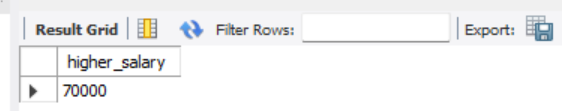 Result Grid Filter Rows: Export:
higher_salary
70000